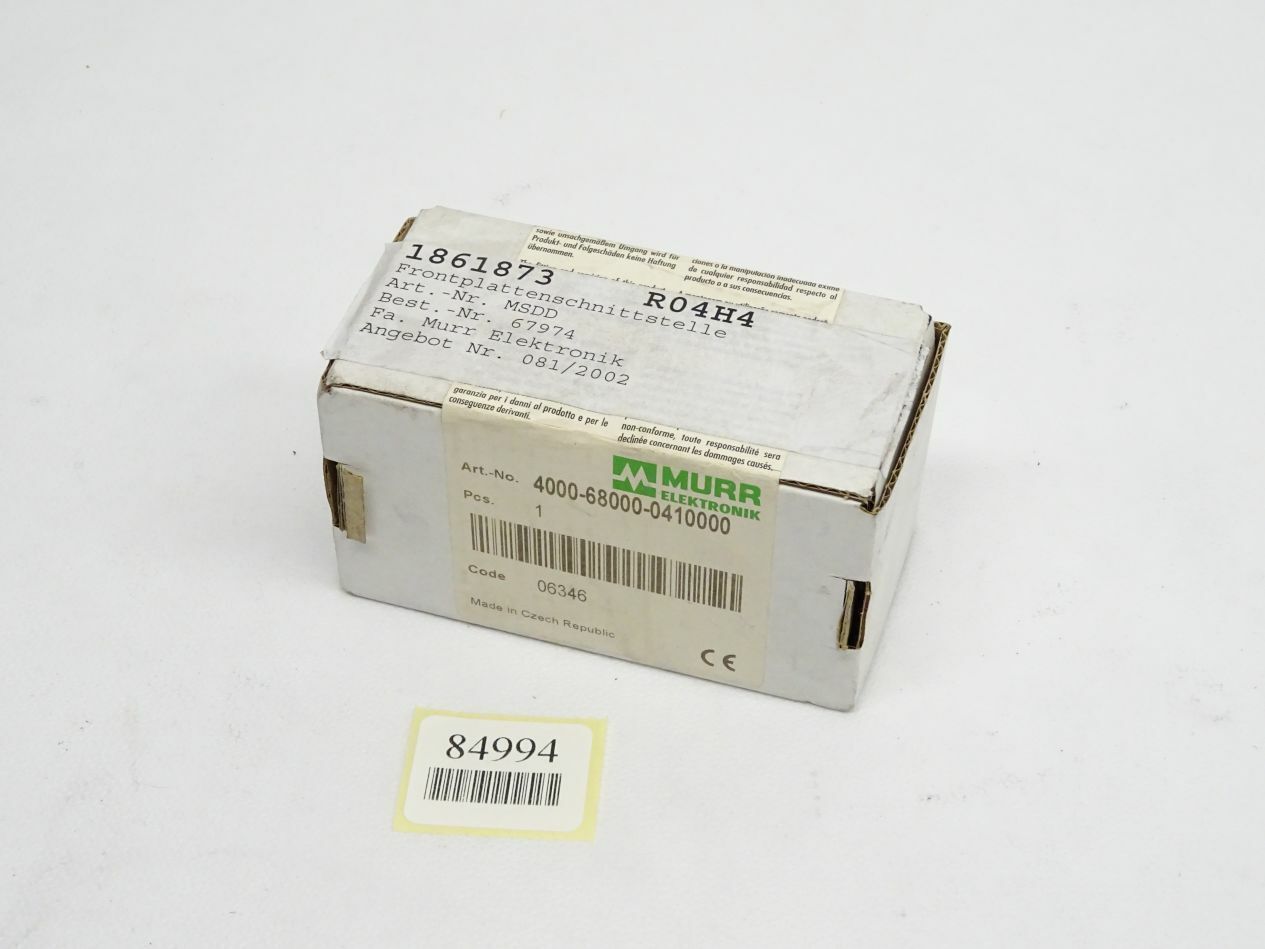 sowie unsachgemäßem Umgang wird für
Produkt- und Folgeschäden keine Haftung
übernommen.
ciones o la manipulación inadecuada exime
de cualquier responsabilidad respecto al
producto o a sus consecuencias.
1861873 R04H4
Frontplattenschnittstelle
Art.-Nr. MSDD
Best.-Nr. 67974
Fa. Murr Elektronik
Angebot Nr. 081/2002
garanzia per i danni al prodotto e per le
conseguenze derivanti.
non-conforme, toute responsabilité sera
declinée concernant les dommages causés.
MURR
ELEKTRONIK
Art.-No. 4000-68000-0410000
Pcs. 1
Code 06346
Made in Czech Republic
CE
84994